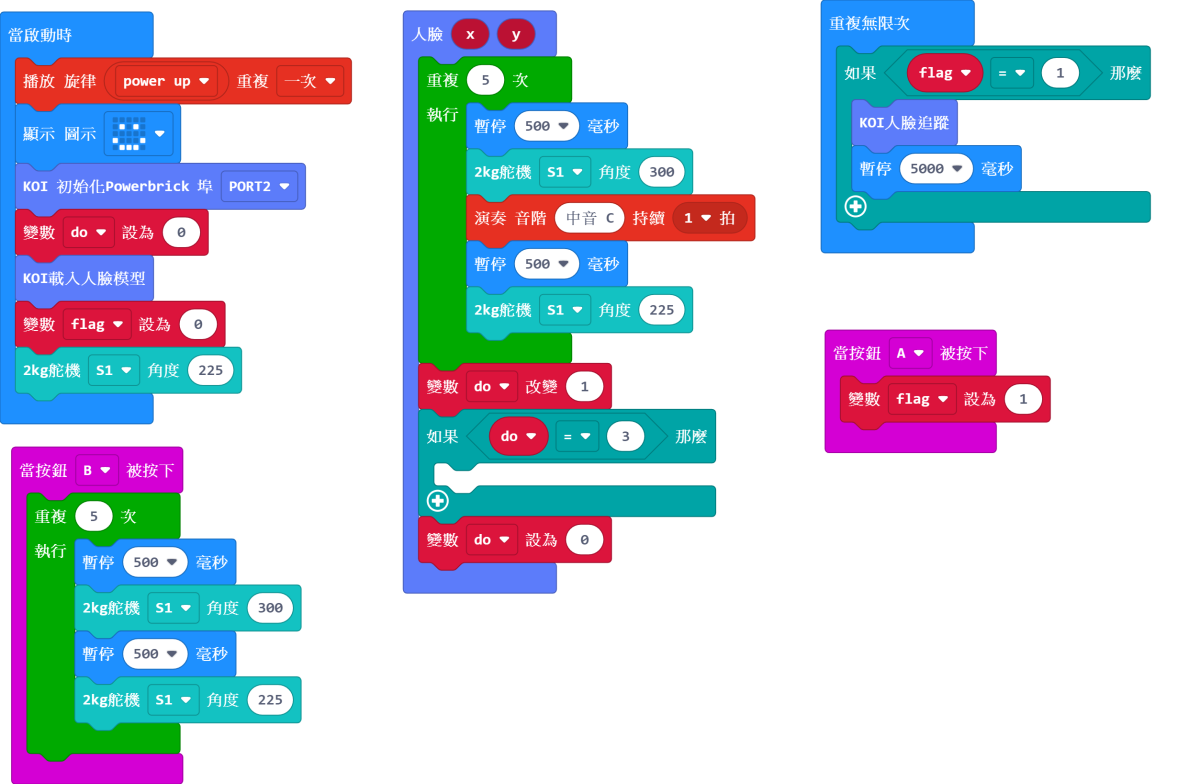 當啟動時
播放 旋律 power up 重複 一次
顯示 圖示
KOI 初始化Powerbrick 埠 PORT2
變數 do 設為 0
KOI載入人臉模型
變數 flag 設為 0
2kg舵機 S1 角度 225
當按鈕 B 被按下
重複 5 次
執行
暫停 500 毫秒
2kg舵機 S1 角度 300
暫停 500 毫秒
2kg舵機 S1 角度 225
人臉 x y
重複 5 次
執行
暫停 500 毫秒
2kg舵機 S1 角度 300
演奏 音階 中音 C 持續 1 拍
暫停 500 毫秒
2kg舵機 S1 角度 225
變數 do 改變 1
如果 do = 3 那麼
變數 do 設為 0
重複無限次
如果 flag = 1 那麼
KOI人臉追蹤
暫停 5000 毫秒
當按鈕 A 被按下
變數 flag 設為 1